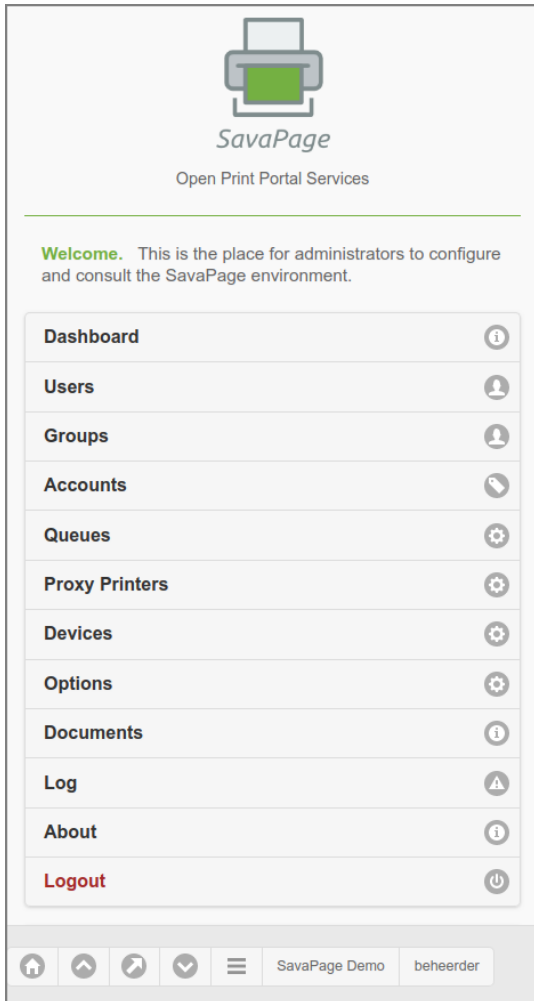 SavaPage
Open Print Portal Services
Welcome. This is the place for administrators to configure
and consult the SavaPage environment.
Dashboard
Users
Groups
Accounts
Queues
Proxy Printers
Devices
Options
Documents
Log
About
Logout
SavaPage Demo beheerder